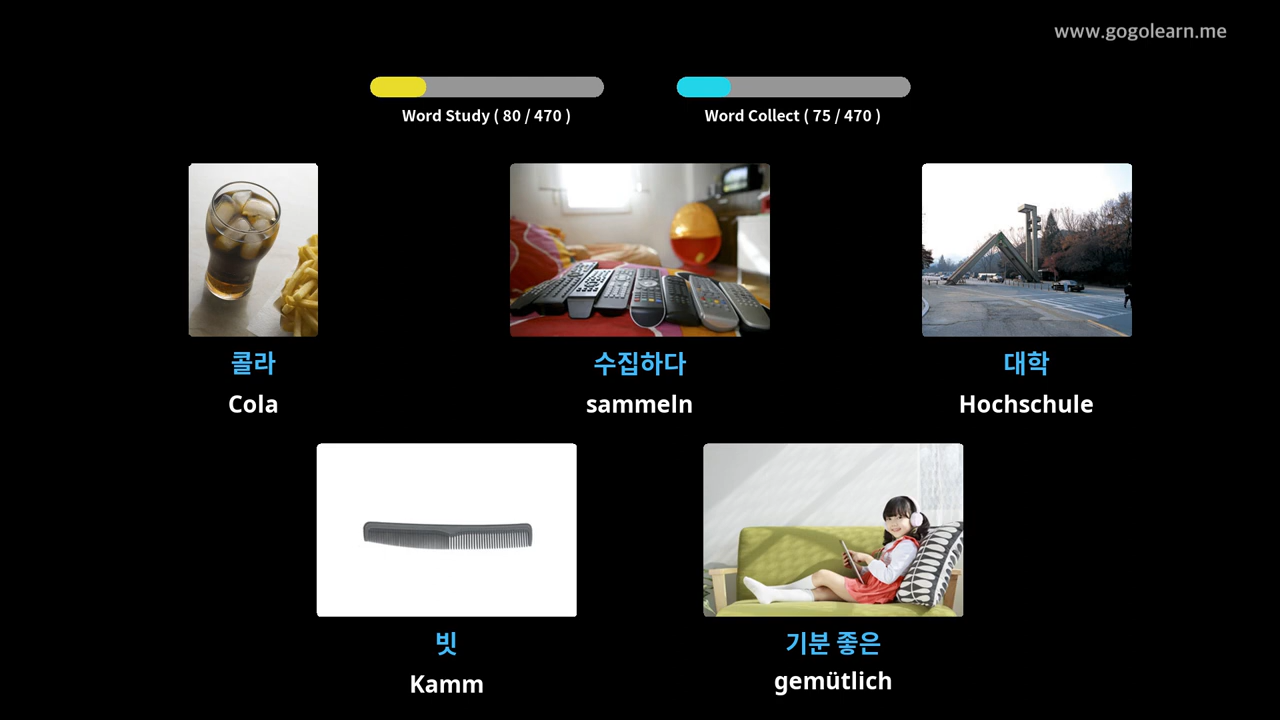 www.gogolearn.me
Word Study ( 80 / 470 )
Word Collect ( 75 / 470 )
콜라
Cola
수집하다
sammeln
대학
Hochschule
빗
Kamm
기분 좋은
gemütlich